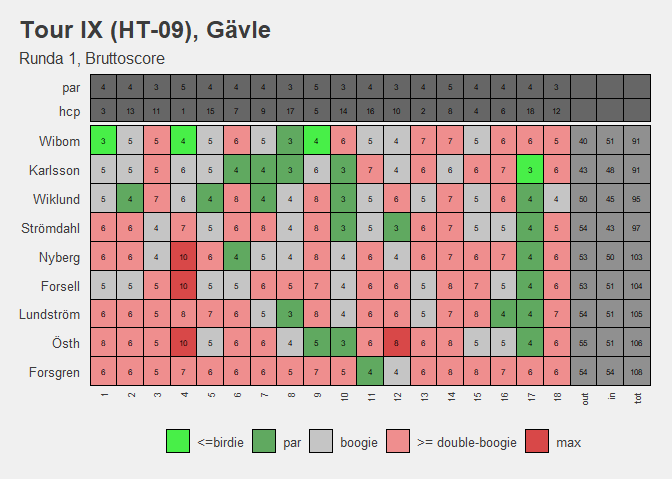 Tour IX (HT-09), Gävle
Runda 1, Bruttoscore
par 4 4 3 5 4 4 4 3 5 3 4 3 4 5 4 4 4 3
hcp 3 13 11 1 15 7 9 17 5 14 16 10 2 8 4 6 18 12
Wibom 3 5 5 4 5 6 5 3 4 6 5 4 7 7 5 6 6 5 40 51 91
Karlsson 5 5 5 6 5 4 4 3 6 3 7 4 6 6 6 7 3 6 43 48 91
Wiklund 5 4 7 6 4 8 4 4 8 3 5 6 5 7 5 6 4 4 50 45 95
Strömdahl 6 6 4 7 5 6 8 4 8 3 5 3 6 7 5 5 4 5 54 43 97
Nyberg 6 6 4 10 6 4 5 4 8 4 6 4 6 8 7 7 4 4 53 50 103
Forsell 5 5 5 10 5 5 6 5 7 4 6 6 5 8 7 5 4 6 53 51 104
Lundström 6 6 5 8 7 6 5 3 8 4 6 6 5 7 8 4 4 7 54 51 105
Östh 8 6 5 10 5 6 6 4 5 3 6 8 6 8 5 5 4 6 55 51 106
Forsgren 6 6 5 7 6 6 6 5 7 5 4 4 6 8 8 7 6 6 54 54 108
1 2 3 4 5 6 7 8 9 10 11 12 13 14 15 16 17 18 out in tot
<=birdie par boogie >= double-boogie max